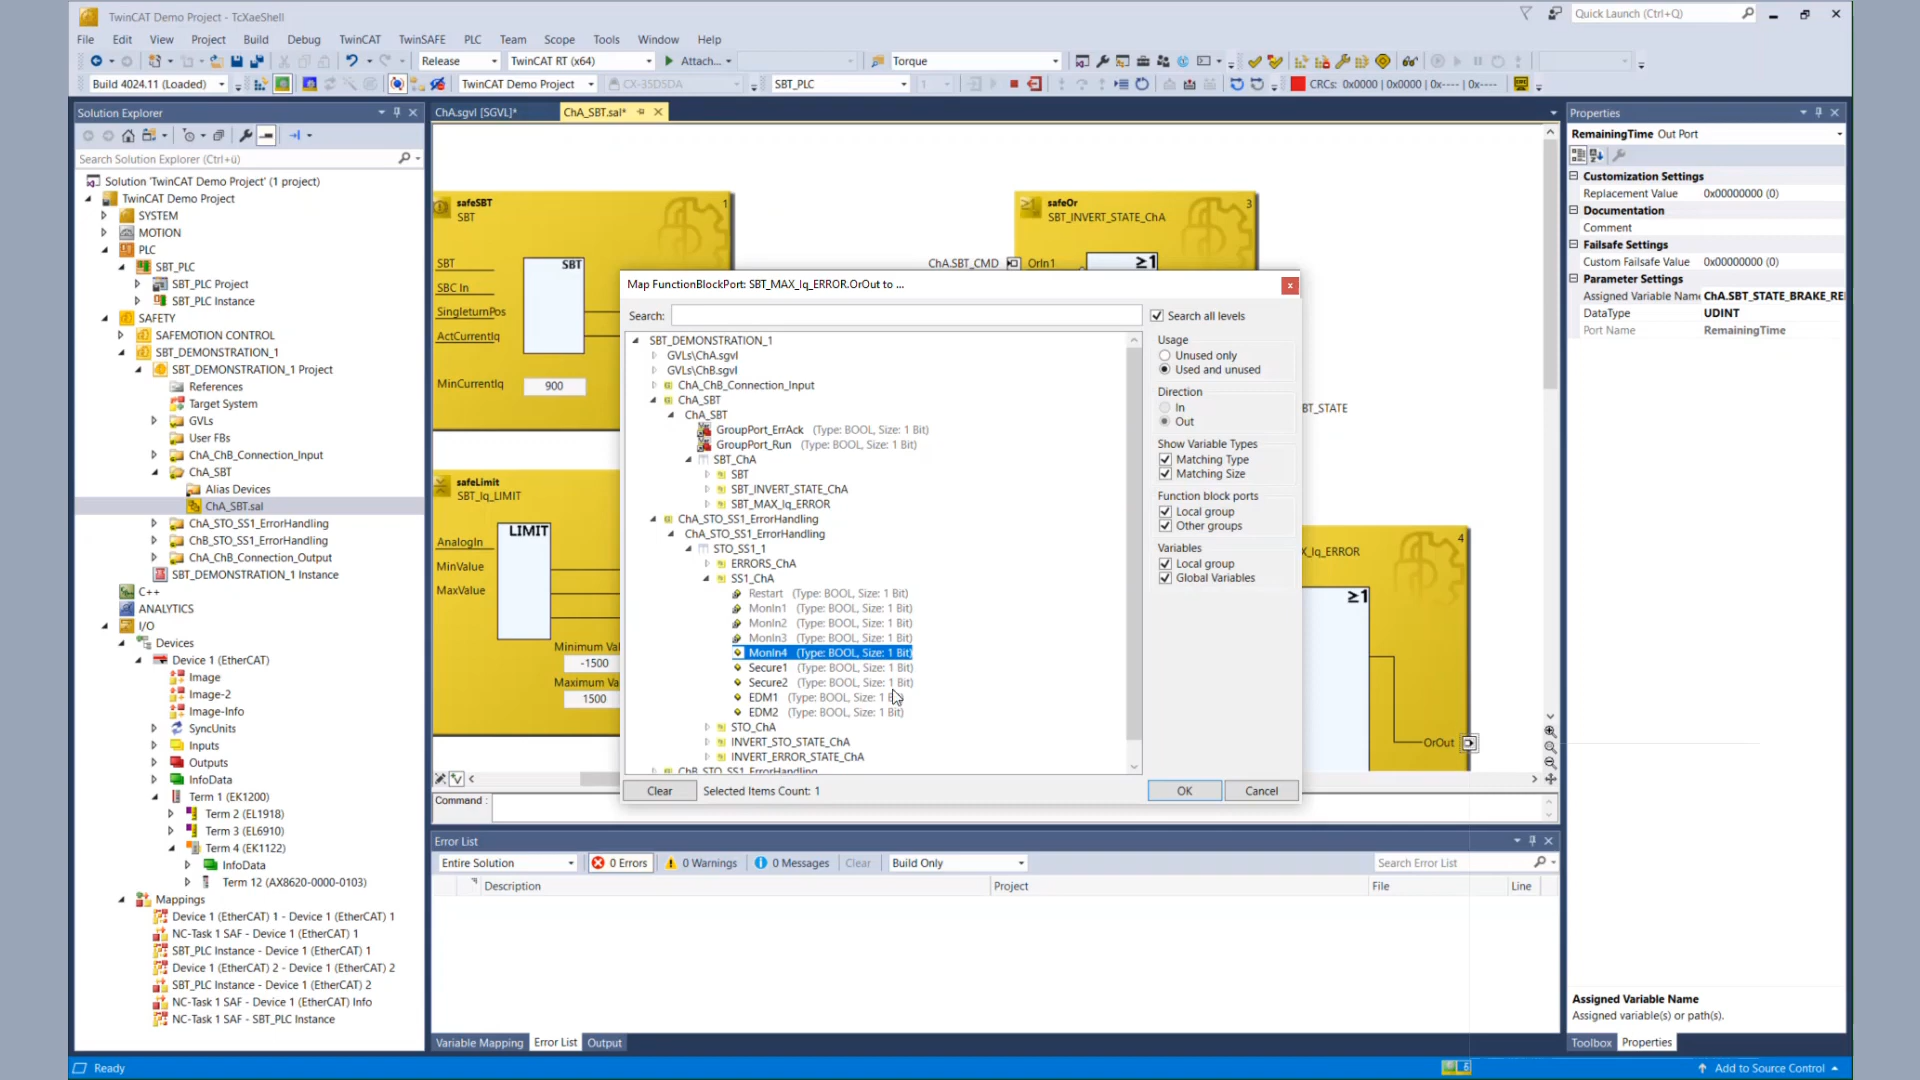 TwinCAT Demo Project - TcXaeShell
Quick Launch (Ctrl+Q)
File Edit View Project Build Debug TwinCAT TwinSAFE PLC Team Scope Tools Window Help
Release TwinCAT RT (x64) Attach... Torque
Build 4024.11 (Loaded) TwinCAT Demo Project CX-35D5DA SBT_PLC 1 CRCs: 0x0000 | 0x0000 | 0x---- | 0x----
Solution Explorer
Search Solution Explorer (Ctrl+ü)
Solution 'TwinCAT Demo Project' (1 project)
TwinCAT Demo Project
SYSTEM
MOTION
PLC
SBT_PLC
SBT_PLC Project
SBT_PLC Instance
SAFETY
SAFEMOTION CONTROL
SBT_DEMONSTRATION_1
SBT_DEMONSTRATION_1 Project
References
Target System
GVLs
User FBs
ChA_ChB_Connection_Input
ChA_SBT
Alias Devices
ChA_SBT.sal
ChA_STO_SS1_ErrorHandling
ChB_STO_SS1_ErrorHandling
ChA_ChB_Connection_Output
SBT_DEMONSTRATION_1 Instance
C++
ANALYTICS
I/O
Devices
Device 1 (EtherCAT)
Image
Image-2
Image-Info
SyncUnits
Inputs
Outputs
InfoData
Term 1 (EK1200)
Term 2 (EL1918)
Term 3 (EL6910)
Term 4 (EK1122)
InfoData
Term 12 (AX8620-0000-0103)
Mappings
Device 1 (EtherCAT) 1 - Device 1 (EtherCAT) 1
NC-Task 1 SAF - Device 1 (EtherCAT) 1
SBT_PLC Instance - Device 1 (EtherCAT) 1
Device 1 (EtherCAT) 2 - Device 1 (EtherCAT) 2
SBT_PLC Instance - Device 1 (EtherCAT) 2
NC-Task 1 SAF - Device 1 (EtherCAT) Info
NC-Task 1 SAF - SBT_PLC Instance
ChA.sgvl [SGVL]*
ChA_SBT.sal*
safeSBT
SBT
1
SBT
SBT
SBC In
SingleturnPos
ActCurrentIq
MinCurrentIq 900
safeOr
SBT_INVERT_STATE_ChA
3
ChA.SBT_CMD OrIn1 ≥1
safeLimit
SBT_Iq_LIMIT
LIMIT
AnalogIn
MinValue
MaxValue
Minimum Val
-1500
Maximum Va
1500
BT_STATE
X_Iq_ERROR
4
≥1
OrOut
Map FunctionBlockPort: SBT_MAX_Iq_ERROR.OrOut to ...
Search:
Search all levels
SBT_DEMONSTRATION_1
GVLs\ChA.sgvl
GVLs\ChB.sgvl
ChA_ChB_Connection_Input
ChA_SBT
ChA_SBT
GroupPort_ErrAck (Type: BOOL, Size: 1 Bit)
GroupPort_Run (Type: BOOL, Size: 1 Bit)
SBT_ChA
SBT
SBT_INVERT_STATE_ChA
SBT_MAX_Iq_ERROR
ChA_STO_SS1_ErrorHandling
ChA_STO_SS1_ErrorHandling
STO_SS1_1
ERRORS_ChA
SS1_ChA
Restart (Type: BOOL, Size: 1 Bit)
MonIn1 (Type: BOOL, Size: 1 Bit)
MonIn2 (Type: BOOL, Size: 1 Bit)
MonIn3 (Type: BOOL, Size: 1 Bit)
MonIn4 (Type: BOOL, Size: 1 Bit)
Secure1 (Type: BOOL, Size: 1 Bit)
Secure2 (Type: BOOL, Size: 1 Bit)
EDM1 (Type: BOOL, Size: 1 Bit)
EDM2 (Type: BOOL, Size: 1 Bit)
STO_ChA
INVERT_STO_STATE_ChA
INVERT_ERROR_STATE_ChA
ChB_STO_SS1_ErrorHandling
Usage
Unused only
Used and unused
Direction
In
Out
Show Variable Types
Matching Type
Matching Size
Function block ports
Local group
Other groups
Variables
Local group
Global Variables
Clear Selected Items Count: 1 OK Cancel
Command :
Error List
Entire Solution 0 Errors 0 Warnings 0 Messages Clear Build Only Search Error List
Description Project File Line
Variable Mapping Error List Output
Properties
RemainingTime Out Port
Customization Settings
Replacement Value 0x00000000 (0)
Documentation
Comment
Failsafe Settings
Custom Failsafe Value 0x00000000 (0)
Parameter Settings
Assigned Variable Name ChA.SBT_STATE_BRAKE_RE
DataType UDINT
Port Name RemainingTime
Assigned Variable Name
Assigned variable(s) or path(s).
Toolbox Properties
Ready
6
Add to Source Control